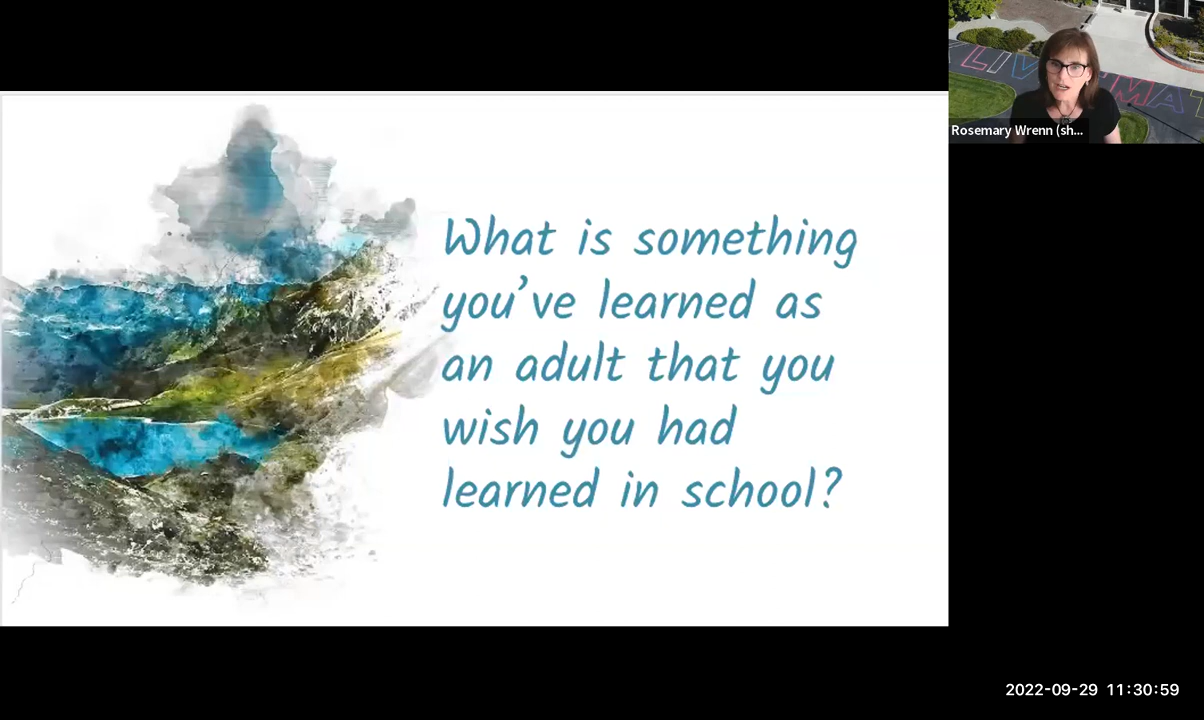 What is something
you've learned as
an adult that you
wish you had
learned in school?
Rosemary Wrenn (sh...
2022-09-29 11:30:59